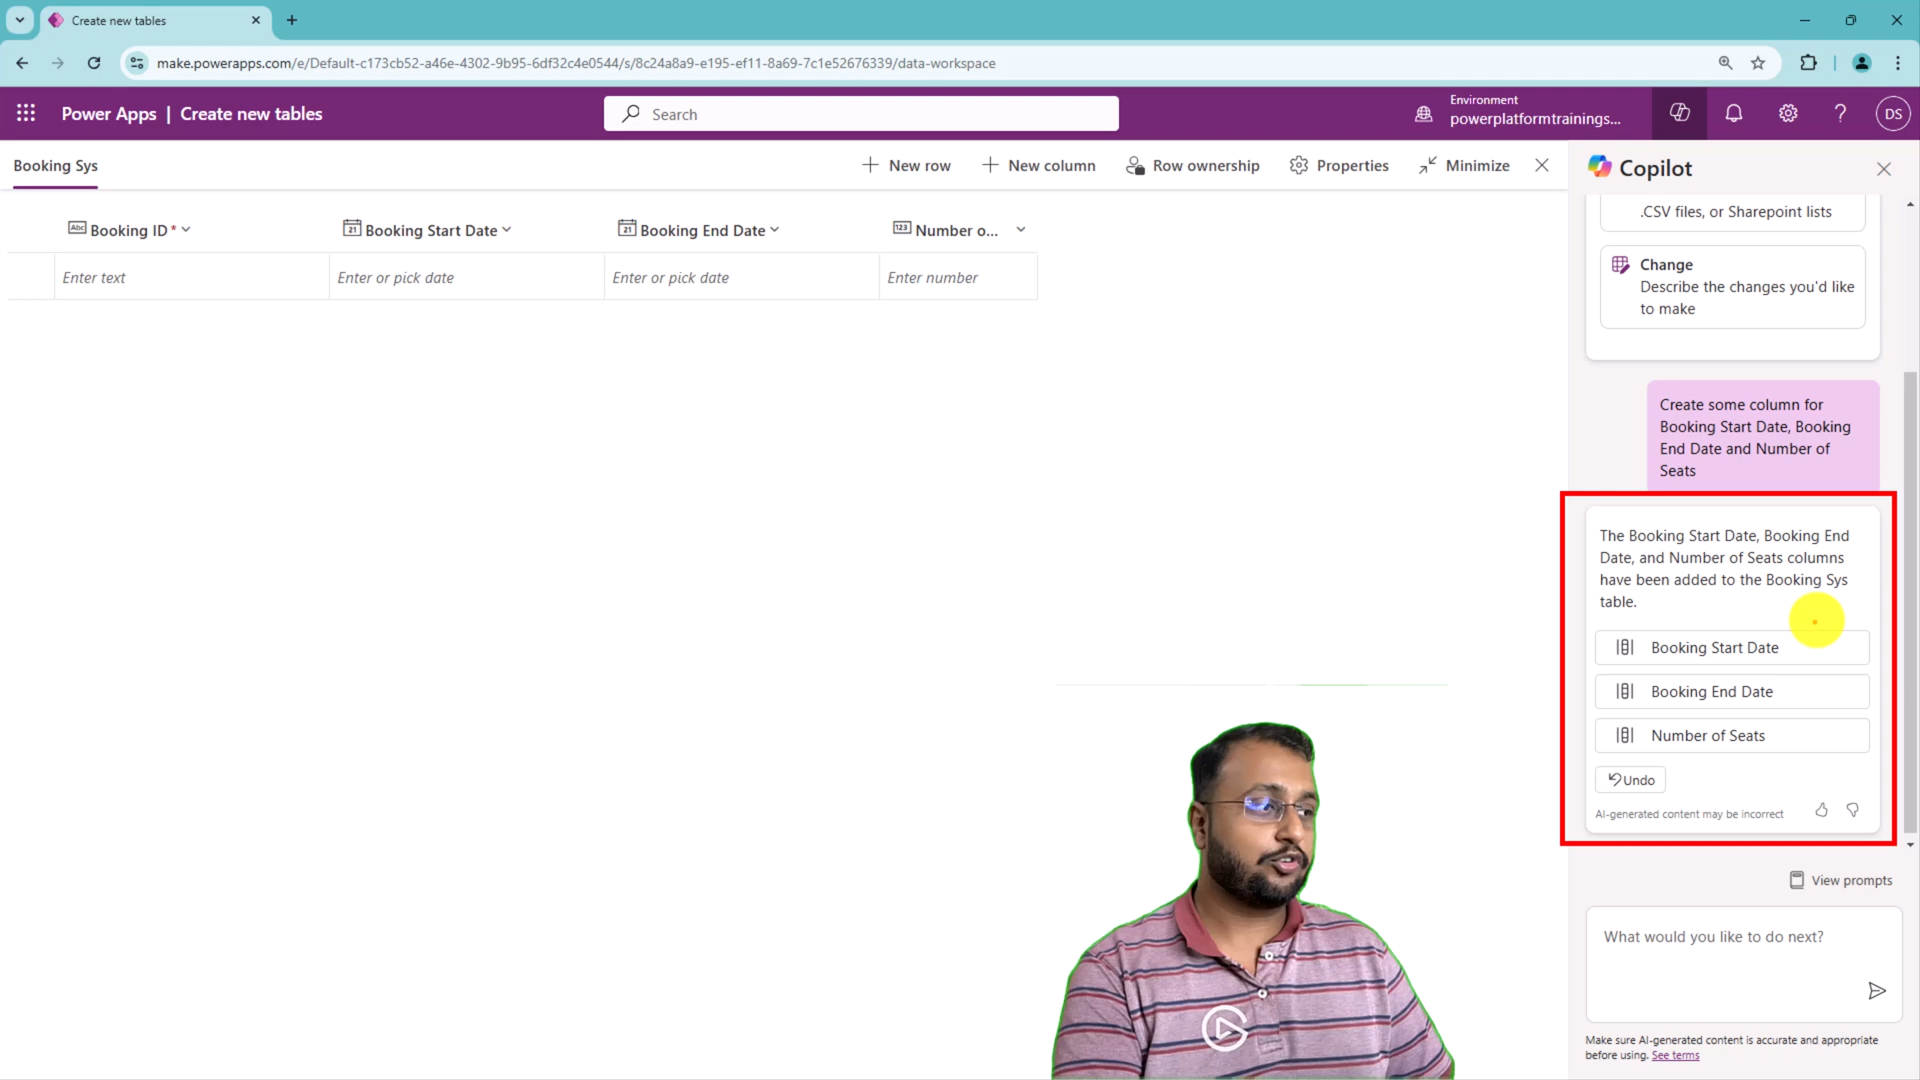 Create new tables
make.powerapps.com/e/Default-c173cb52-a46e-4302-9b95-6df32c4e0544/s/8c24a8a9-e195-ef11-8a69-7c1e52676339/data-workspace
Power Apps | Create new tables
Search
Environment
powerplatformtrainings...
DS
Booking Sys
New row
New column
Row ownership
Properties
Minimize
Abc Booking ID *
21 Booking Start Date
21 Booking End Date
123 Number o...
Enter text
Enter or pick date
Enter or pick date
Enter number
Copilot
.CSV files, or Sharepoint lists
Change
Describe the changes you'd like
to make
Create some column for
Booking Start Date, Booking
End Date and Number of
Seats
The Booking Start Date, Booking End
Date, and Number of Seats columns
have been added to the Booking Sys
table.
Booking Start Date
Booking End Date
Number of Seats
Undo
AI-generated content may be incorrect
View prompts
What would you like to do next?
Make sure AI-generated content is accurate and appropriate
before using. See terms